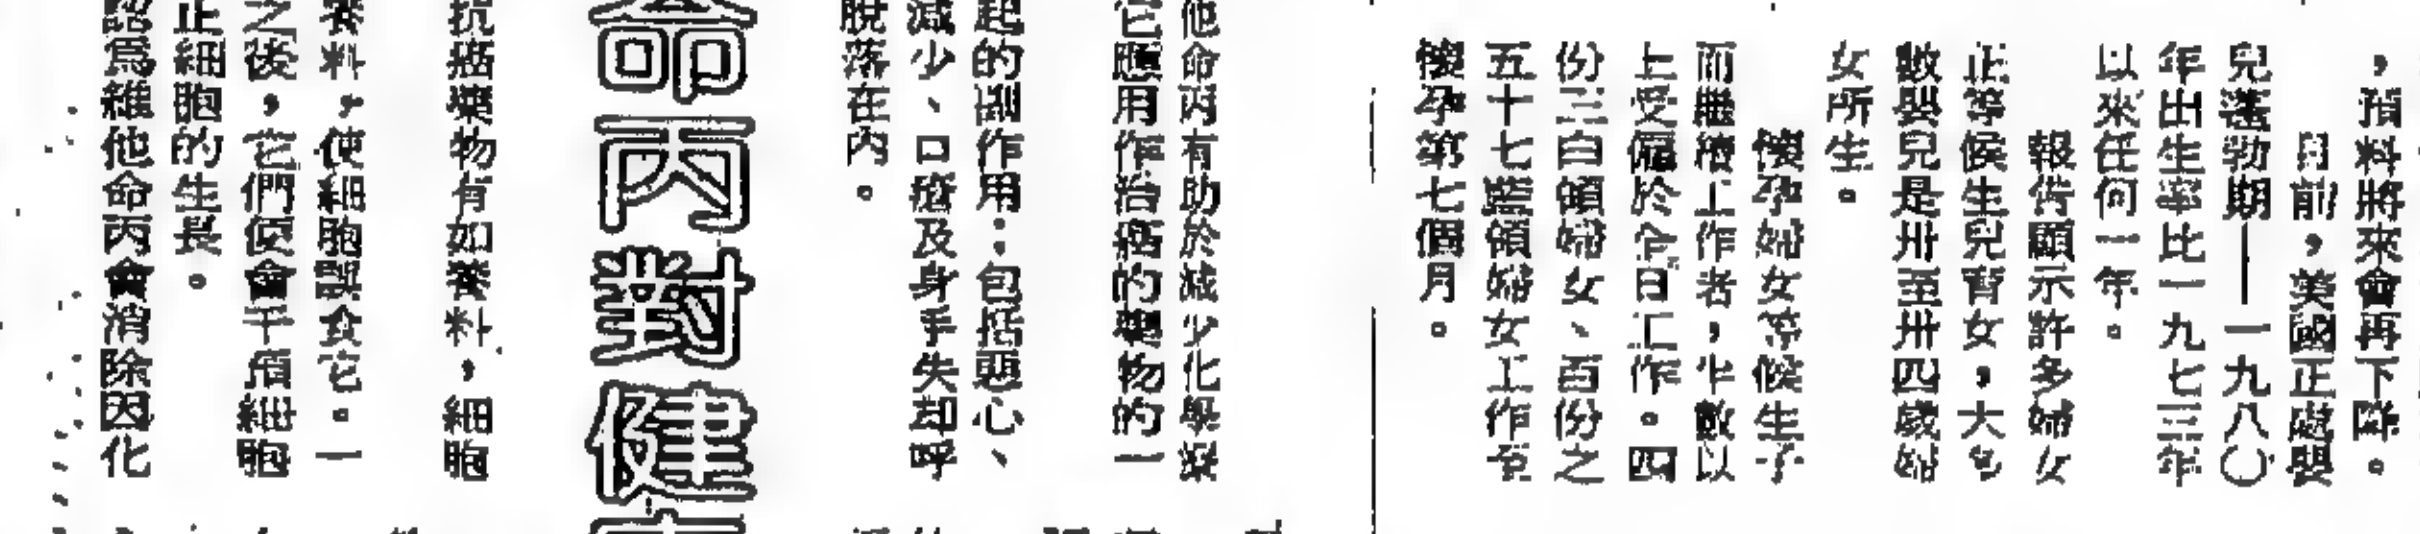 ，預料將來會再下降。
目前，美國正處嬰
兒蓬勃期——一九八〇
年出生率比一九七三年
以來任何一年。
報告顯示許多婦女
正等候生兒育女，大多
數嬰兒是卅至卅四歲婦
女所生。
懷孕婦女等候生子
而繼續工作者，半數以
上受僱於全日工作。四
份三白領婦女、百份之
五十七藍領婦女工作至
懷孕第七個月。
他命丙有助於減少化學療
它應用作治癌的藥物的一
起的副作用；包括惡心、
減少、口瘡及身手失却呼
脫落在內。
命丙對健
抗癌藥物有如養料，細胞
養料，使細胞誤食它。一
之後，它們便會干預細胞
正細胞的生長。
認為維他命丙會消除因化